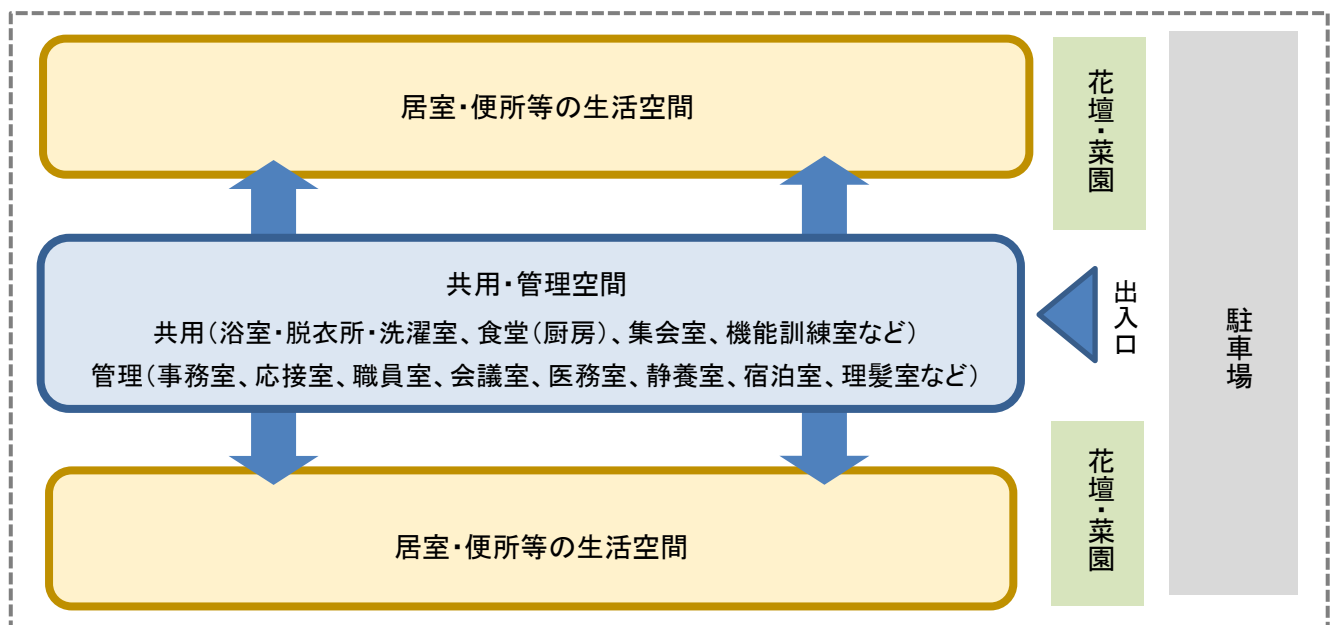 居室・便所等の生活空間
花壇・菜園
共用・管理空間
共用（浴室・脱衣所・洗濯室、食堂（厨房）、集会室、機能訓練室など）
管理（事務室、応接室、職員室、会議室、医務室、静養室、宿泊室、理髪室など）
出入口
駐車場
居室・便所等の生活空間
花壇・菜園